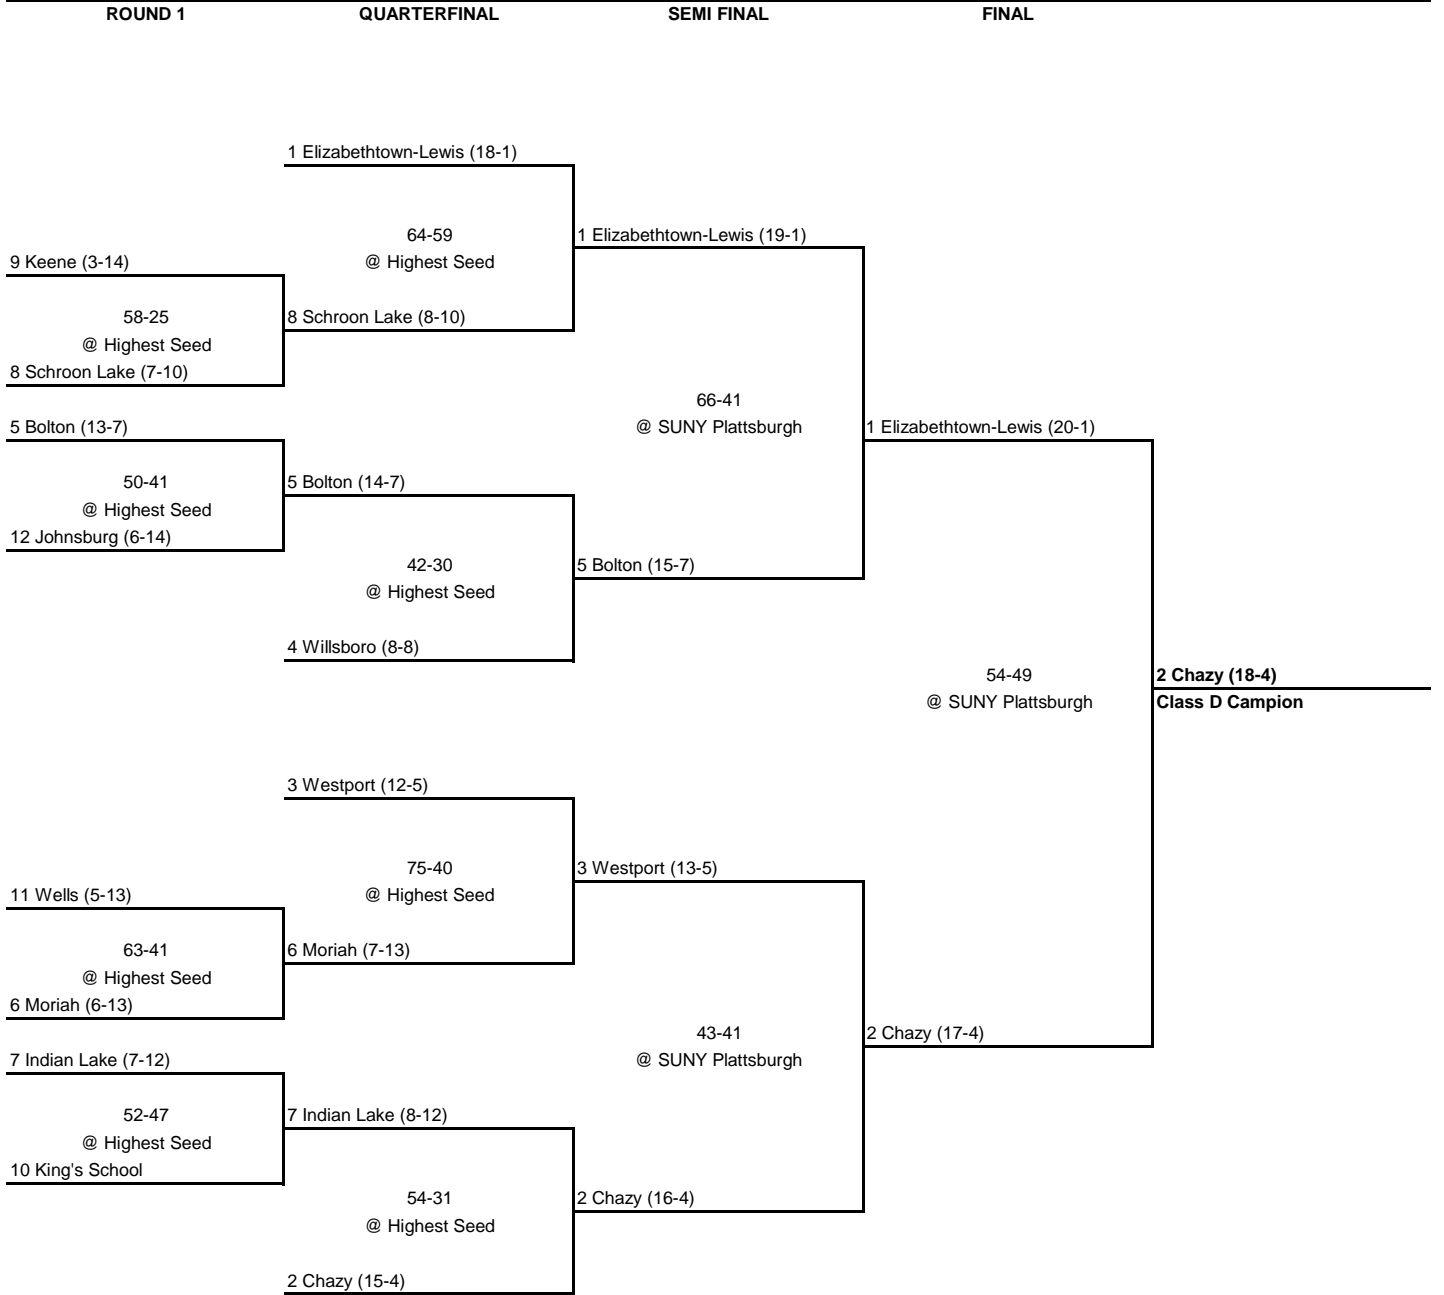 ROUND 1 QUARTERFINAL SEMI FINAL FINAL
1 Elizabethtown-Lewis (18-1)
64-59 1 Elizabethtown-Lewis (19-1)
9 Keene (3-14) @ Highest Seed
58-25 8 Schroon Lake (8-10)
@ Highest Seed
8 Schroon Lake (7-10)
66-41
5 Bolton (13-7) @ SUNY Plattsburgh 1 Elizabethtown-Lewis (20-1)
50-41 5 Bolton (14-7)
@ Highest Seed
12 Johnsburg (6-14)
42-30 5 Bolton (15-7)
@ Highest Seed
4 Willsboro (8-8)
54-49 2 Chazy (18-4)
@ SUNY Plattsburgh Class D Campion
3 Westport (12-5)
75-40 3 Westport (13-5)
11 Wells (5-13) @ Highest Seed
63-41 6 Moriah (7-13)
@ Highest Seed
6 Moriah (6-13)
43-41 2 Chazy (17-4)
7 Indian Lake (7-12) @ SUNY Plattsburgh
52-47 7 Indian Lake (8-12)
@ Highest Seed
10 King's School
54-31 2 Chazy (16-4)
@ Highest Seed
2 Chazy (15-4)